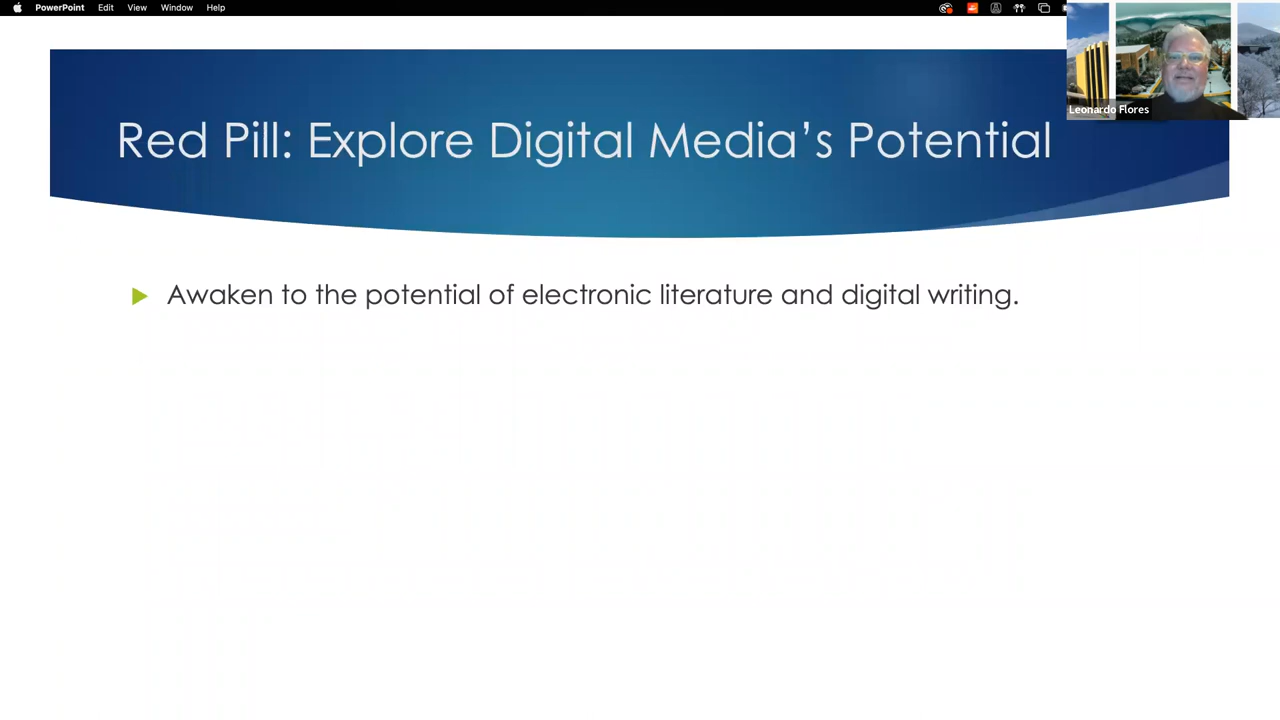 PowerPoint Edit View Window Help
Leonardo Flores
Red Pill: Explore Digital Media's Potential
Awaken to the potential of electronic literature and digital writing.